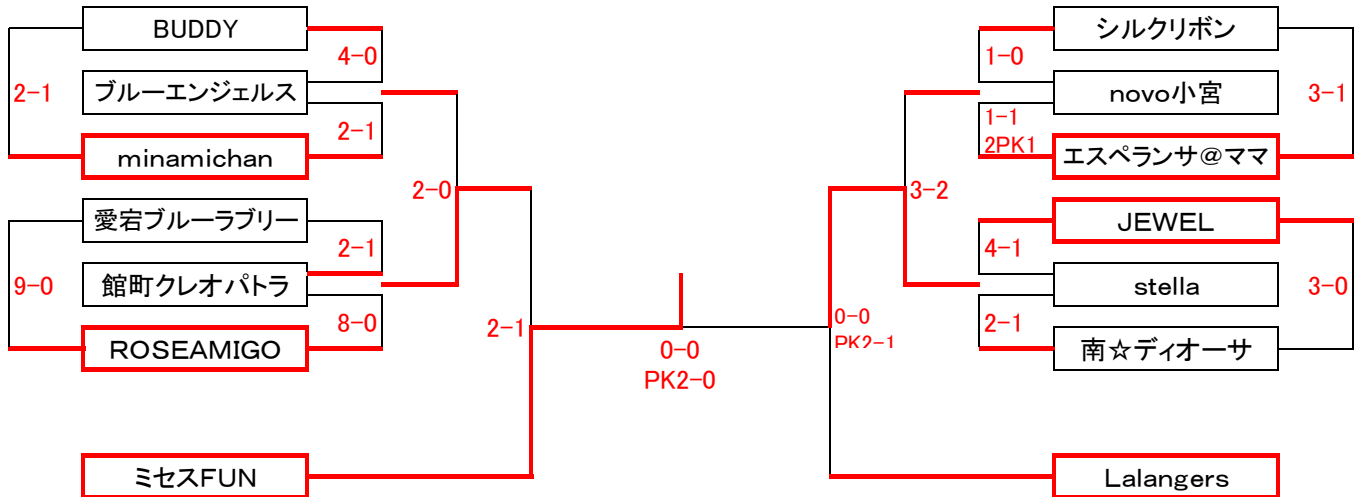 BUDDY
4-0
2-1
ブルーエンジェルス
2-1
minamichan
2-0
愛宕ブルーラブリー
2-1
9-0
館町クレオパトラ
8-0
ROSEAMIGO
2-1
ミセスFUN
0-0
PK2-0
シルクリボン
1-0
novo小宮
3-1
1-1
2PK1
エスペランサ@ママ
3-2
JEWEL
4-1
stella
3-0
2-1
南☆ディオーサ
0-0
PK2-1
Lalangers